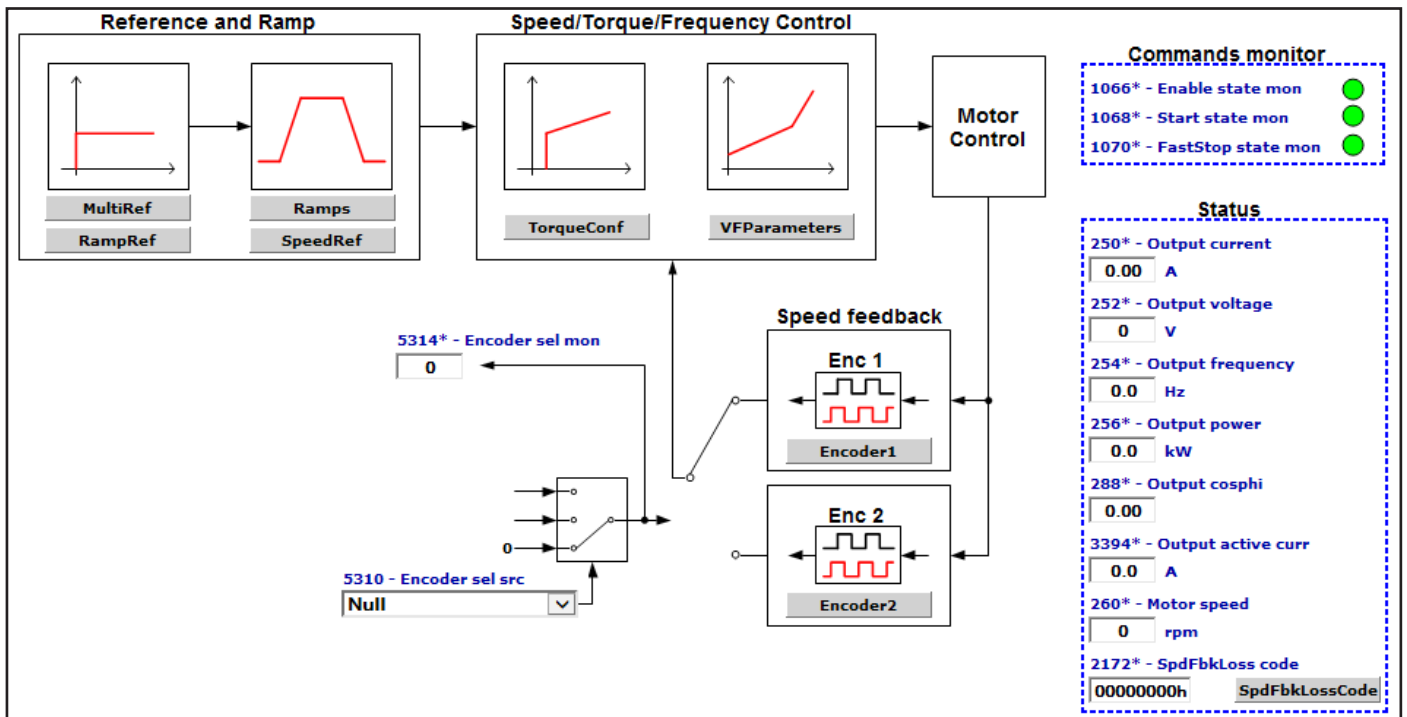 Reference and Ramp
MultiRef
Ramps
RampRef
SpeedRef
Speed/Torque/Frequency Control
TorqueConf
VFParameters
Motor
Control
Speed feedback
Enc 1
Encoder1
Enc 2
Encoder2
5314* - Encoder sel mon
0
0
5310 - Encoder sel src
Null
Commands monitor
1066* - Enable state mon
1068* - Start state mon
1070* - FastStop state mon
Status
250* - Output current
0.00 A
252* - Output voltage
0 V
254* - Output frequency
0.0 Hz
256* - Output power
0.0 kW
288* - Output cosphi
0.00
3394* - Output active curr
0.0 A
260* - Motor speed
0 rpm
2172* - SpdFbkLoss code
00000000h SpdFbkLossCode